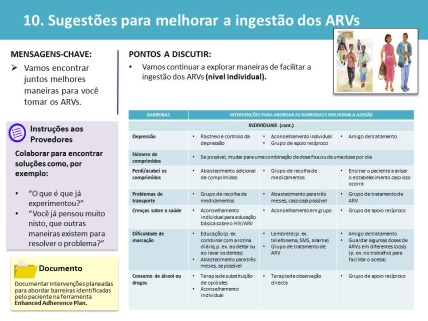 10. Sugestões para melhorar a ingestão dos ARVs
MENSAGENS-CHAVE:
Vamos encontrar
juntos melhores
maneiras para você
tomar os ARVs.
Instruções aos
Provedores
Colaborar para encontrar
soluções como, por
exemplo:
• "O que é que já
experimentou?"
• "Você já pensou muito
nisto, que outras
maneiras existem para
resolver o problema?"
Documento
Documentar intervenções planeadas
para abordar barreiras identificadas
pelo paciente na ferramenta
Enhanced Adherence Plan.
PONTOS A DISCUTIR:
• Vamos continuar a explorar maneiras de facilitar a
ingestão dos ARVs (nível individual).
BARREIRAS
INTERVENÇÕES PARA ABORDAR AS BARREIRAS E MELHORAR A ADESÃO
INDIVIDUAIS (cont.)
Depressão
• Rastreio e controlo da
depressão
• Aconselhamento individual
• Grupo de apoio recíproco
• Amigo de tratamento
Número de
comprimidos
• Se possível, mudar para uma combinação de dose fixa ou de uma dose por dia
Perdi/acabei os
comprimidos
• Abastecimento adicional
de comprimidos
• Grupo de recolha de
medicamentos
• Ensinar o paciente a avisar
o estabelecimento caso isso
ocorra
Problemas de
transporte
• Grupo de recolha de
medicamentos
• Abastecimento para três
meses, caso seja possível
• Grupo de tratamento de
ARV
Crenças sobre a saúde
• Aconselhamento
individual para educação
básica sobre o HIV/ARV
• Aconselhamento em grupo
• Grupo de apoio recíproco
Dificuldade de
marcação
• Educação (p. ex.
combinar com a rotina
diária, p. ex. ao deitar ou
ao lavar os dentes)
• Abastecimento para três
meses, se possível
• Lembrete (p. ex.
telefonema, SMS, alarme)
• Grupo de tratamento de
ARV
• Amigo de tratamento
• Guardar algumas doses de
ARVs em diferentes locais
(p. ex. no trabalho) para
facilitar o acesso
Consumo de álcool ou
drogas
• Terapia de substituição
de opióides
• Aconselhamento
individual
• Terapia de observação
directa
• Grupo de apoio recíproco